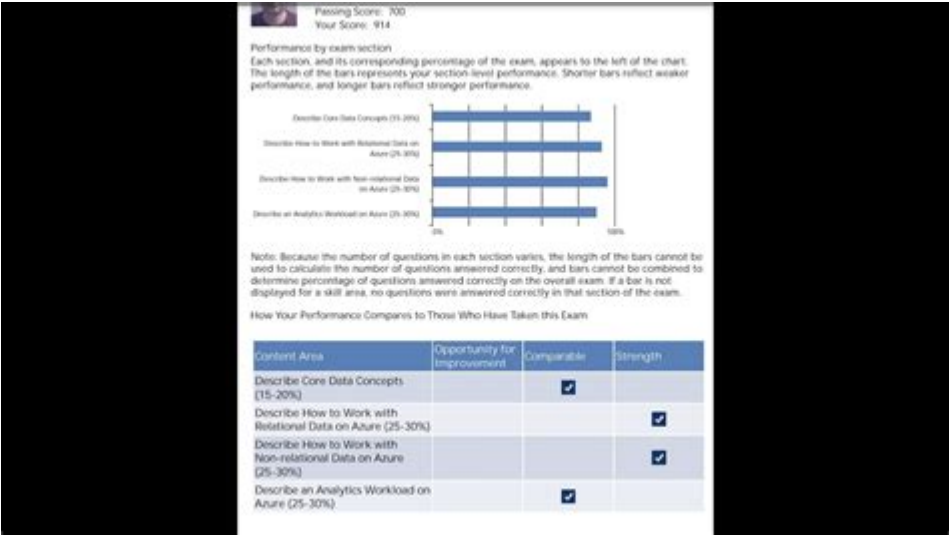 Passing Score: 700
Your Score: 914
Performance by exam section
Each section, and its corresponding percentage of the exam, appears to the left of the chart.
The length of the bars represents your section-level performance. Shorter bars reflect weaker
performance, and longer bars reflect stronger performance.
Describe Core Data Concepts (15-20%)
Describe How to Work with Relational Data on
Azure (25-30%)
Describe How to Work with Non-relational Data
on Azure (25-30%)
Describe an Analytics Workload on Azure (25-30%)
0%
100%
Note: Because the number of questions in each section varies, the length of the bars cannot be
used to calculate the number of questions answered correctly, and bars cannot be combined to
determine percentage of questions answered correctly on the overall exam. If a bar is not
displayed for a skill area, no questions were answered correctly in that section of the exam.
How Your Performance Compares to Those Who Have Taken this Exam
Content Area
Opportunity for
Improvement
Comparable
Strength
Describe Core Data Concepts
(15-20%)
Describe How to Work with
Relational Data on Azure (25-30%)
Describe How to Work with
Non-relational Data on Azure
(25-30%)
Describe an Analytics Workload on
Azure (25-30%)